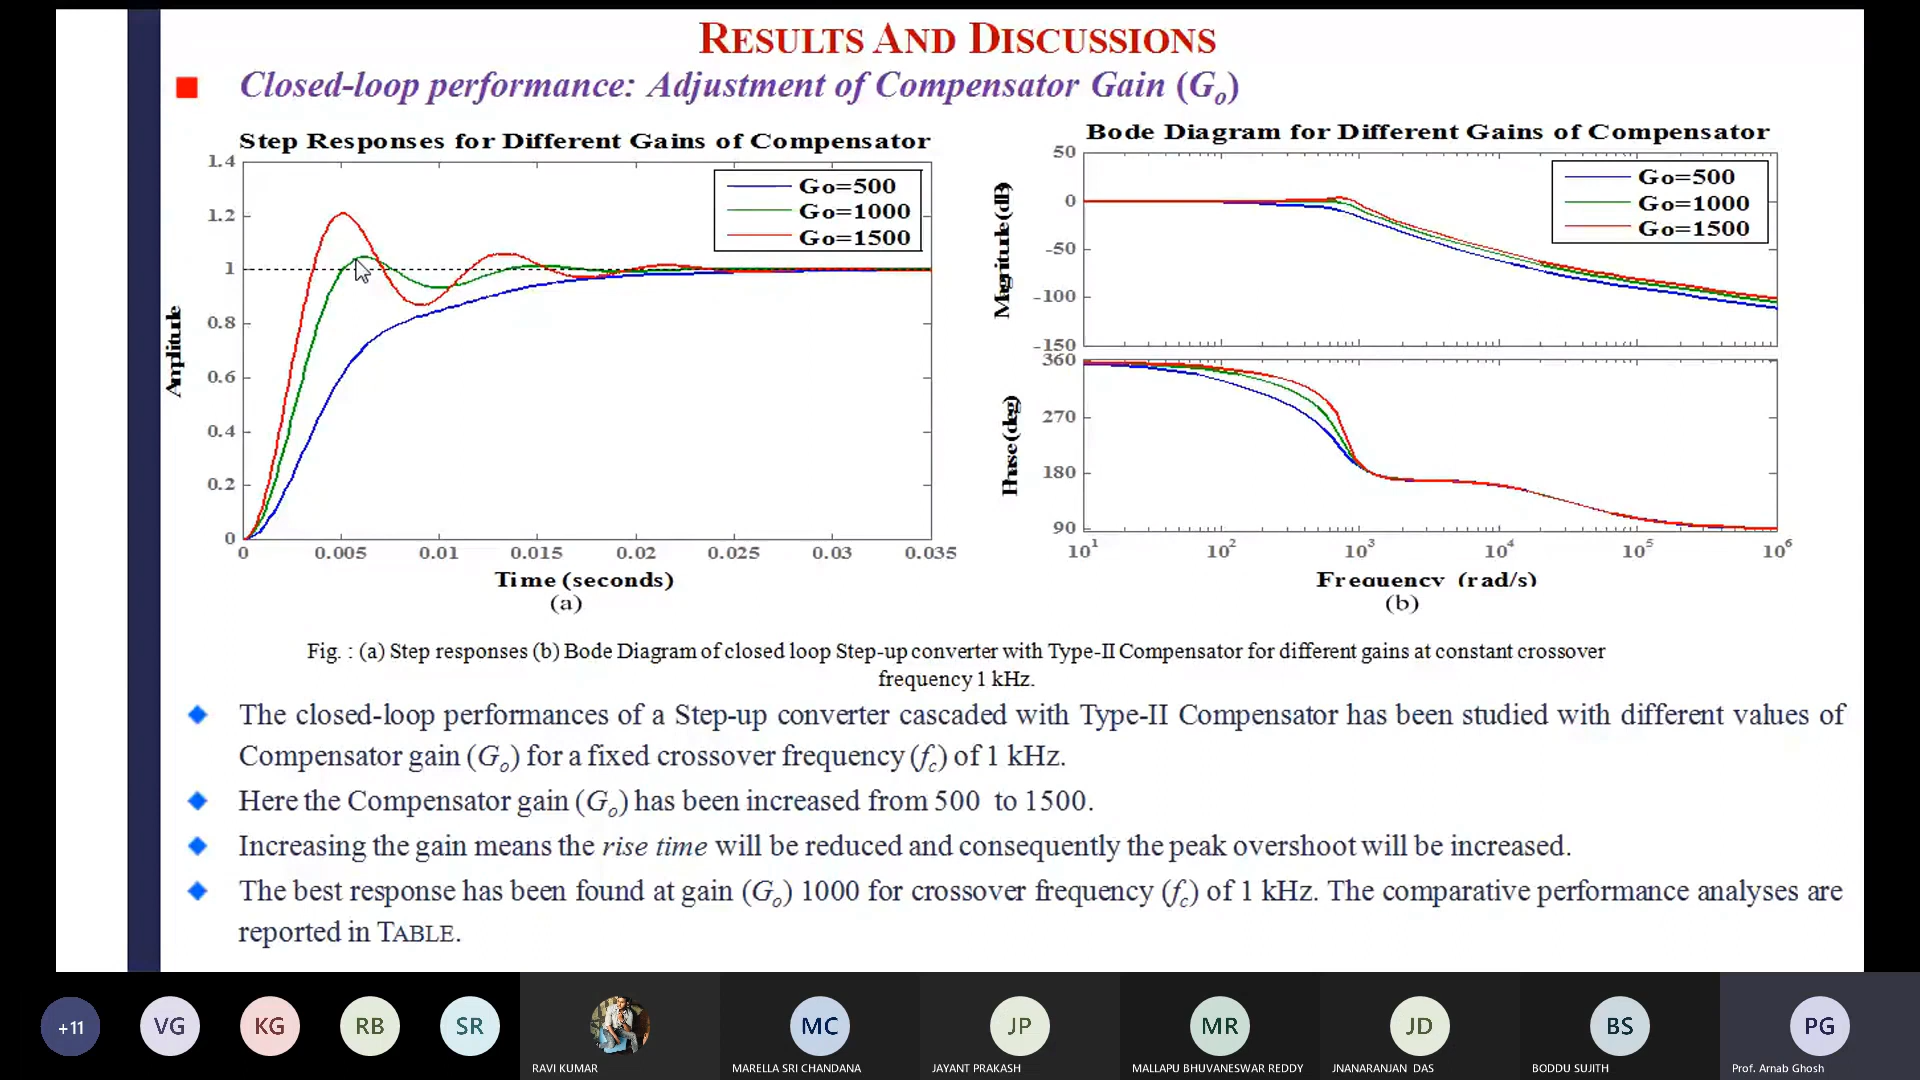 RESULTS AND DISCUSSIONS
Closed-loop performance: Adjustment of Compensator Gain (Go)
Step Responses for Different Gains of Compensator
1.4
1.2
1
0.8
0.6
0.4
0.2
0
Amplitude
Go=500
Go=1000
Go=1500
0 0.005 0.01 0.015 0.02 0.025 0.03 0.035
Time (seconds)
(a)
Bode Diagram for Different Gains of Compensator
50
0
-50
-100
-150
Magnitude (dB)
Go=500
Go=1000
Go=1500
360
270
180
90
Phase (deg)
10¹ 10² 10³ 10⁴ 10⁵ 10⁶
Frequency (rad/s)
(b)
Fig. : (a) Step responses (b) Bode Diagram of closed loop Step-up converter with Type-II Compensator for different gains at constant crossover
frequency 1 kHz.
The closed-loop performances of a Step-up converter cascaded with Type-II Compensator has been studied with different values of
Compensator gain (Go) for a fixed crossover frequency (fc) of 1 kHz.
Here the Compensator gain (Go) has been increased from 500 to 1500.
Increasing the gain means the rise time will be reduced and consequently the peak overshoot will be increased.
The best response has been found at gain (Go) 1000 for crossover frequency (fc) of 1 kHz. The comparative performance analyses are
reported in TABLE.
+11
VG
KG
RB
SR
RAVI KUMAR
MC
MARELLA SRI CHANDANA
JP
JAYANT PRAKASH
MR
MALLAPU BHUVANESWAR REDDY
JD
JNANARANJAN DAS
BS
BODDU SUJITH
PG
Prof. Arnab Ghosh